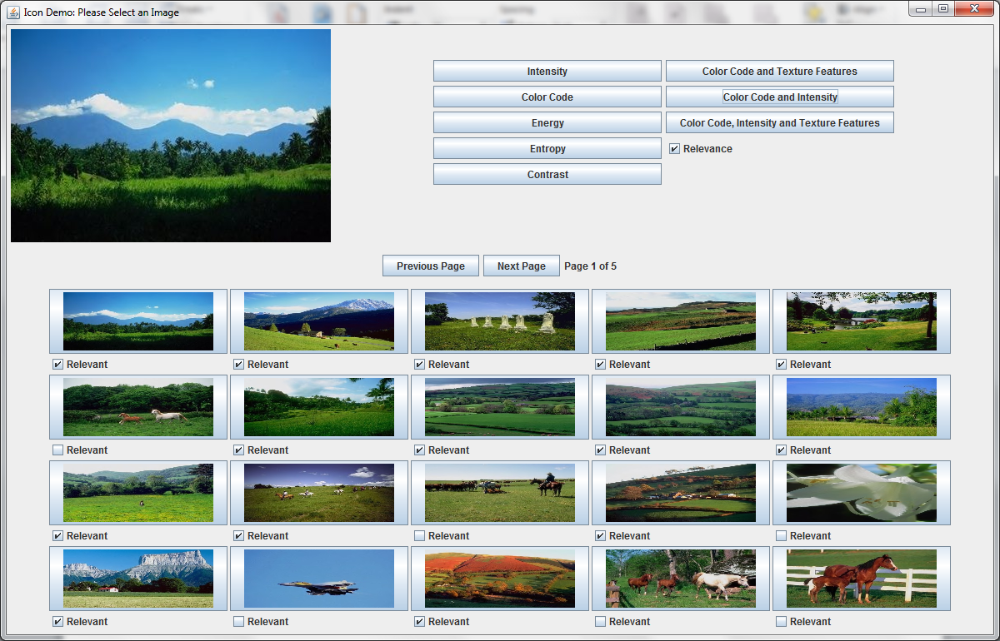 Icon Demo: Please Select an Image
Intensity
Color Code and Texture Features
Color Code
Color Code and Intensity
Energy
Color Code, Intensity and Texture Features
Entropy
Relevance
Contrast
Previous Page Next Page Page 1 of 5
Relevant Relevant Relevant Relevant Relevant
Relevant Relevant Relevant Relevant Relevant
Relevant Relevant Relevant Relevant Relevant
Relevant Relevant Relevant Relevant Relevant